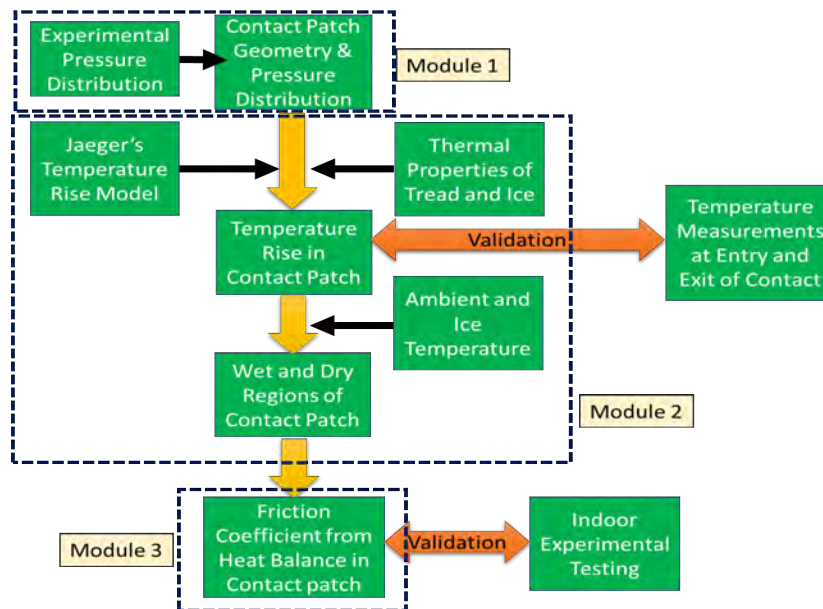 Experimental
Pressure
Distribution
Contact Patch
Geometry &
Pressure
Distribution
Module 1
Jaeger's
Temperature
Rise Model
Thermal
Properties of
Tread and Ice
Temperature
Rise in
Contact Patch
Validation
Temperature
Measurements
at Entry and
Exit of Contact
Ambient and
Ice
Temperature
Wet and Dry
Regions of
Contact Patch
Module 2
Friction
Coefficient from
Heat Balance in
Contact patch
Module 3
Validation
Indoor
Experimental
Testing